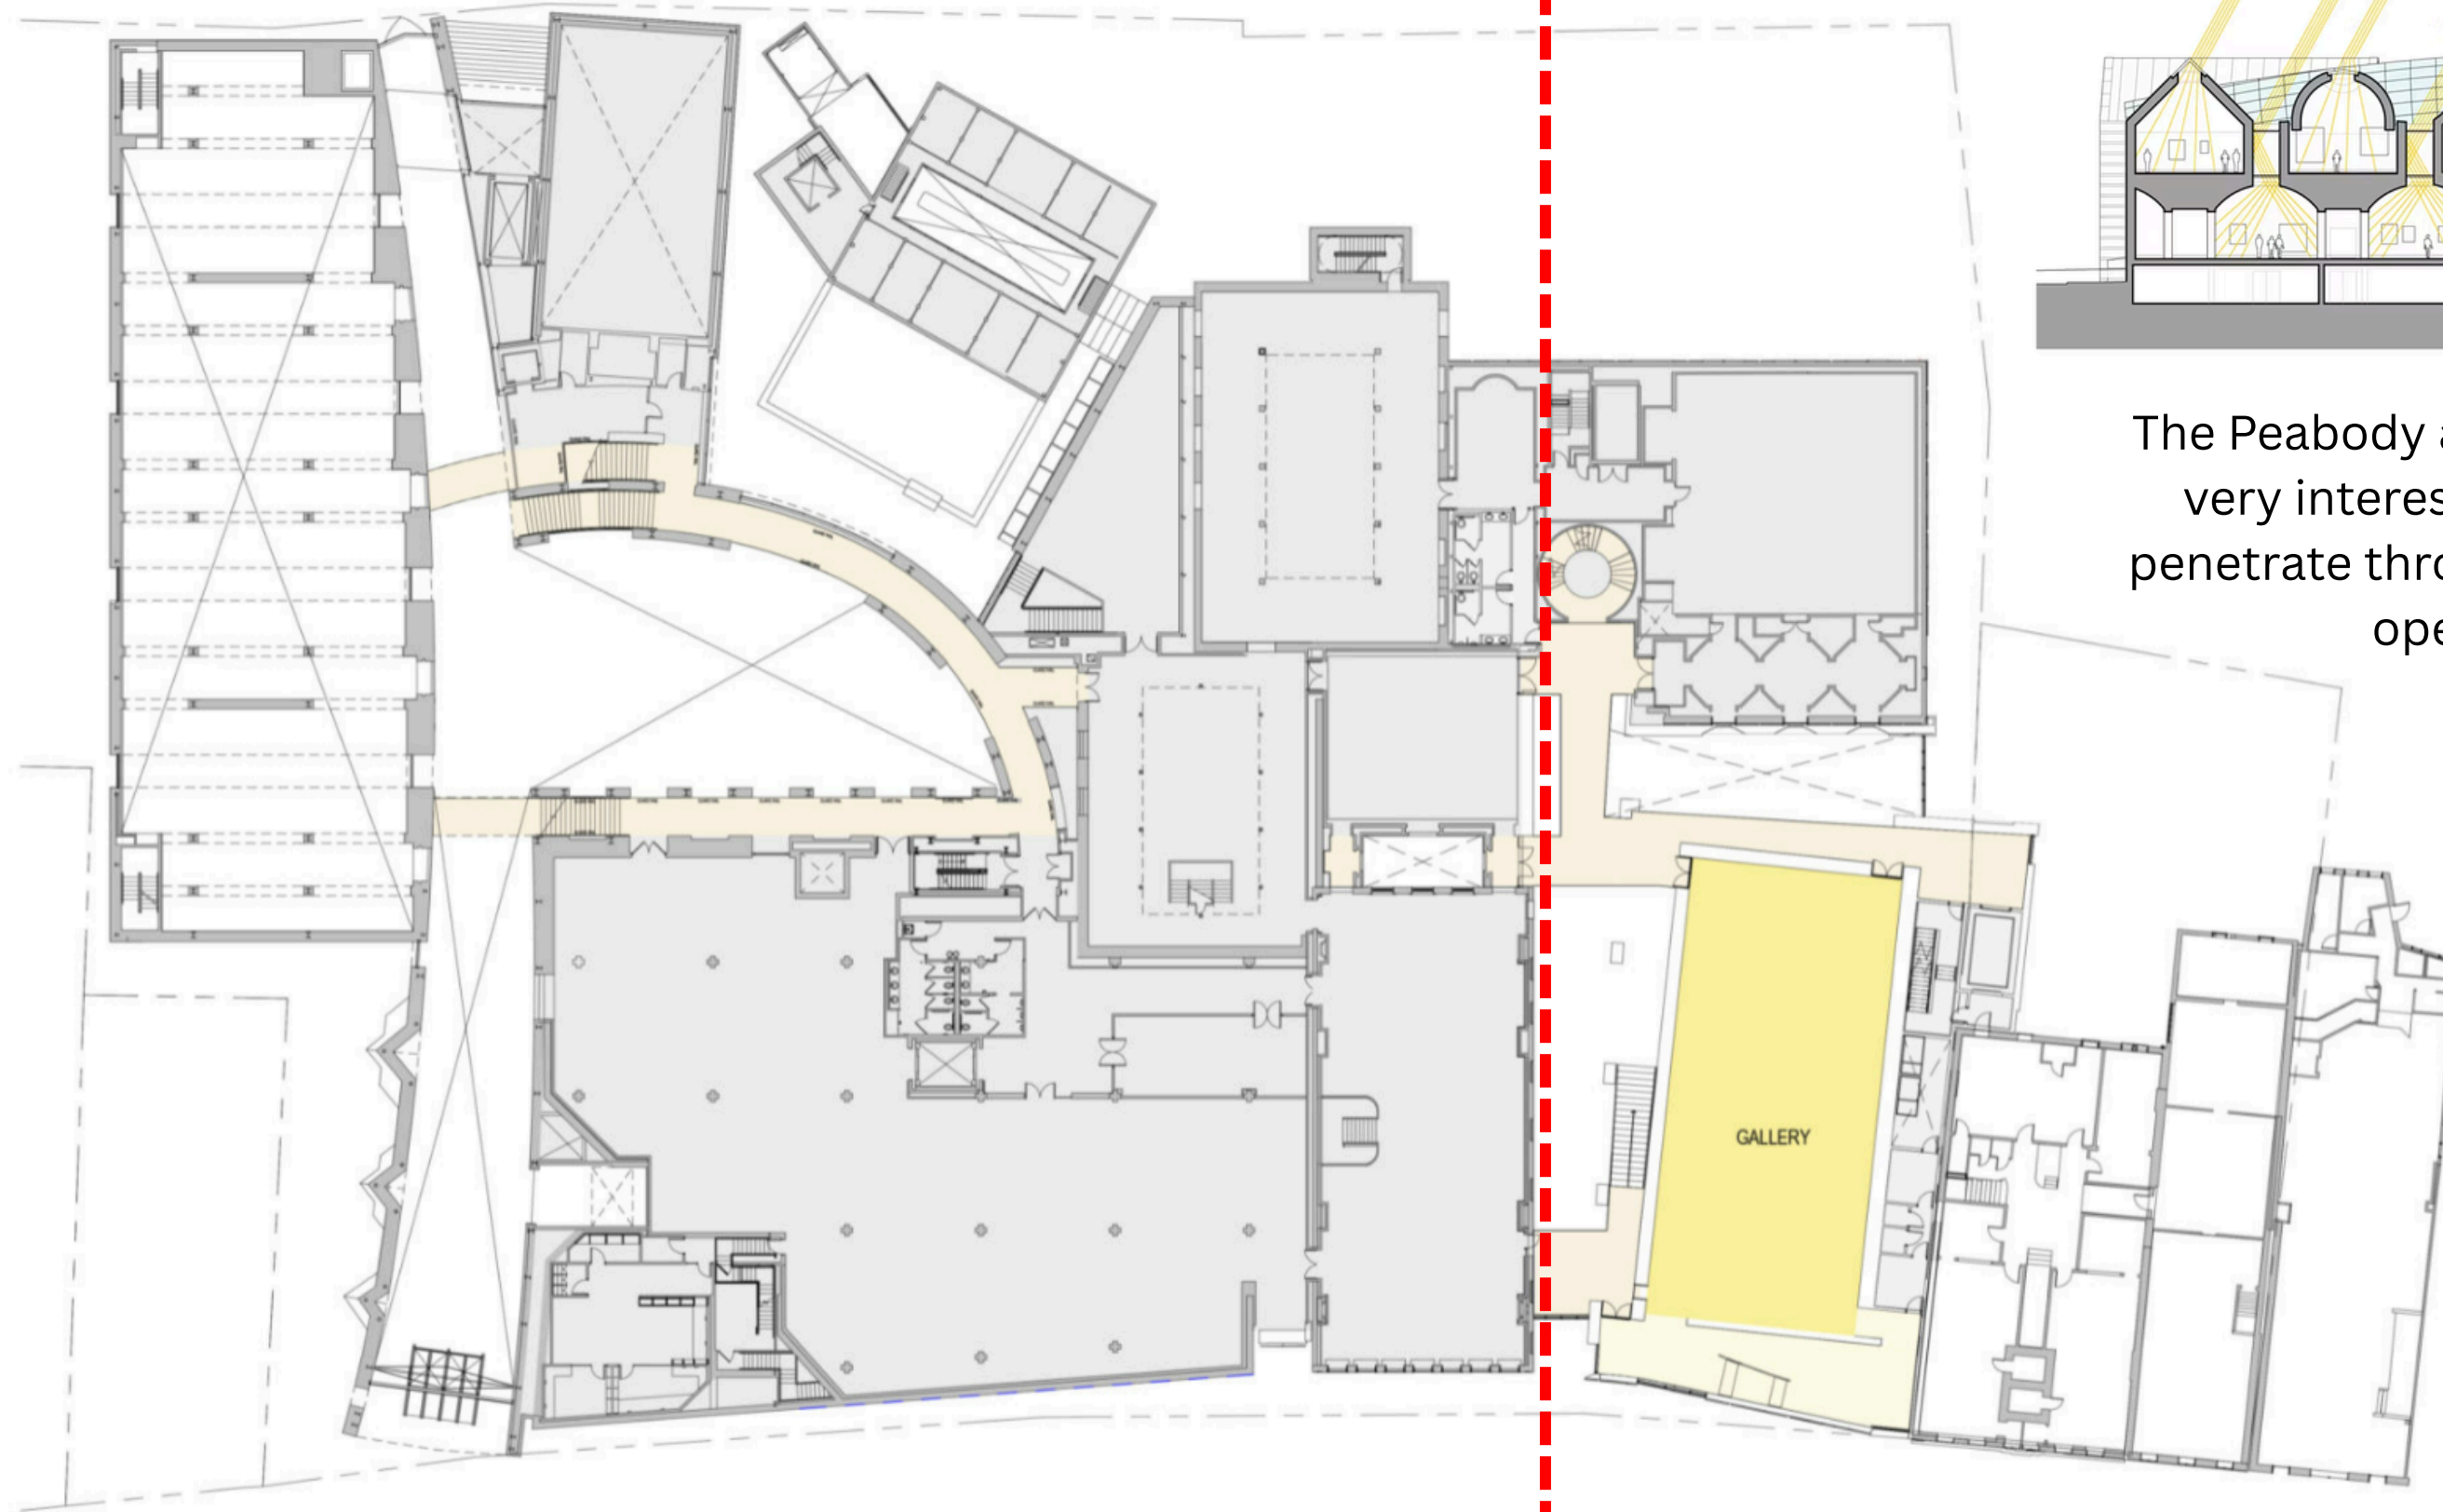 The Peabody a
very interes
penetrate thro
ope
GALLERY